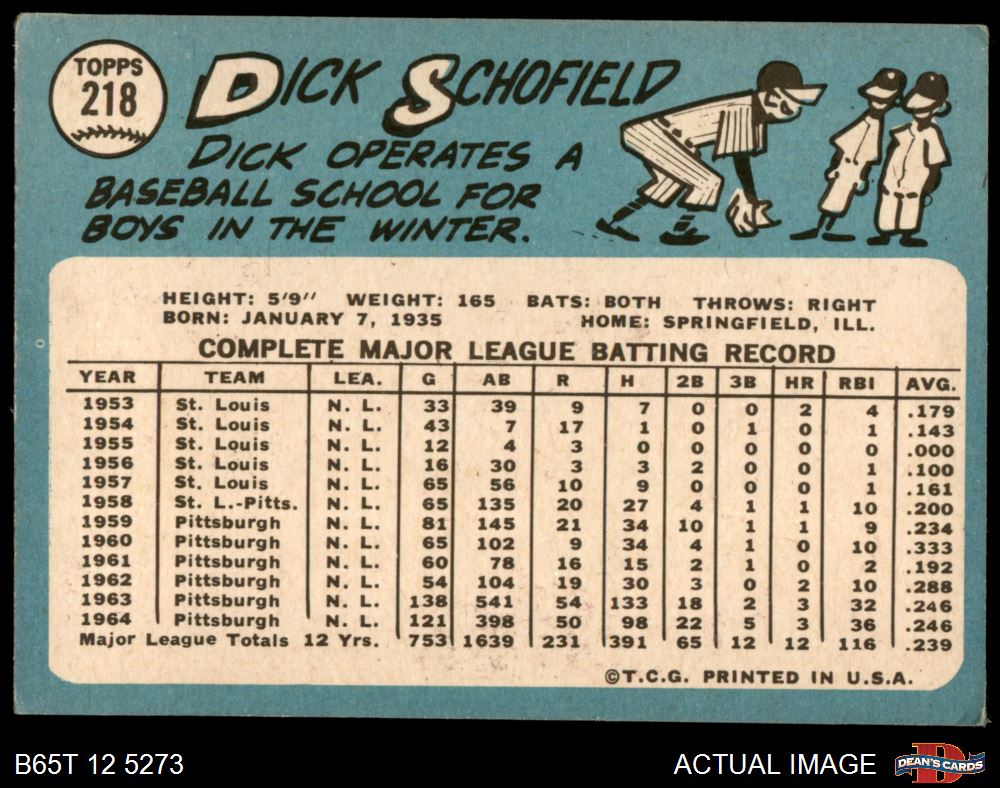 TOPPS
218
DICK SCHOFIELD
DICK OPERATES A
BASEBALL SCHOOL FOR
BOYS IN THE WINTER.
HEIGHT: 5'9" WEIGHT: 165 BATS: BOTH THROWS: RIGHT
BORN: JANUARY 7, 1935 HOME: SPRINGFIELD, ILL.
COMPLETE MAJOR LEAGUE BATTING RECORD
YEAR TEAM LEA. G AB R H 2B 3B HR RBI AVG.
1953 St. Louis N. L. 33 39 9 7 0 0 2 4 .179
1954 St. Louis N. L. 43 7 17 1 0 1 0 1 .143
1955 St. Louis N. L. 12 4 3 0 0 0 0 0 .000
1956 St. Louis N. L. 16 30 3 3 2 0 0 1 .100
1957 St. Louis N. L. 65 56 10 9 0 0 0 1 .161
1958 St. L.-Pitts. N. L. 65 135 20 27 4 1 1 10 .200
1959 Pittsburgh N. L. 81 145 21 34 10 1 1 9 .234
1960 Pittsburgh N. L. 65 102 9 34 4 1 0 10 .333
1961 Pittsburgh N. L. 60 78 16 15 2 1 0 2 .192
1962 Pittsburgh N. L. 54 104 19 30 3 0 2 10 .288
1963 Pittsburgh N. L. 138 541 54 133 18 2 3 32 .246
1964 Pittsburgh N. L. 121 398 50 98 22 5 3 36 .246
Major League Totals 12 Yrs. 753 1639 231 391 65 12 12 116 .239
©T.C.G. PRINTED IN U.S.A.
B65T 12 5273 ACTUAL IMAGE
DEAN'S CARDS